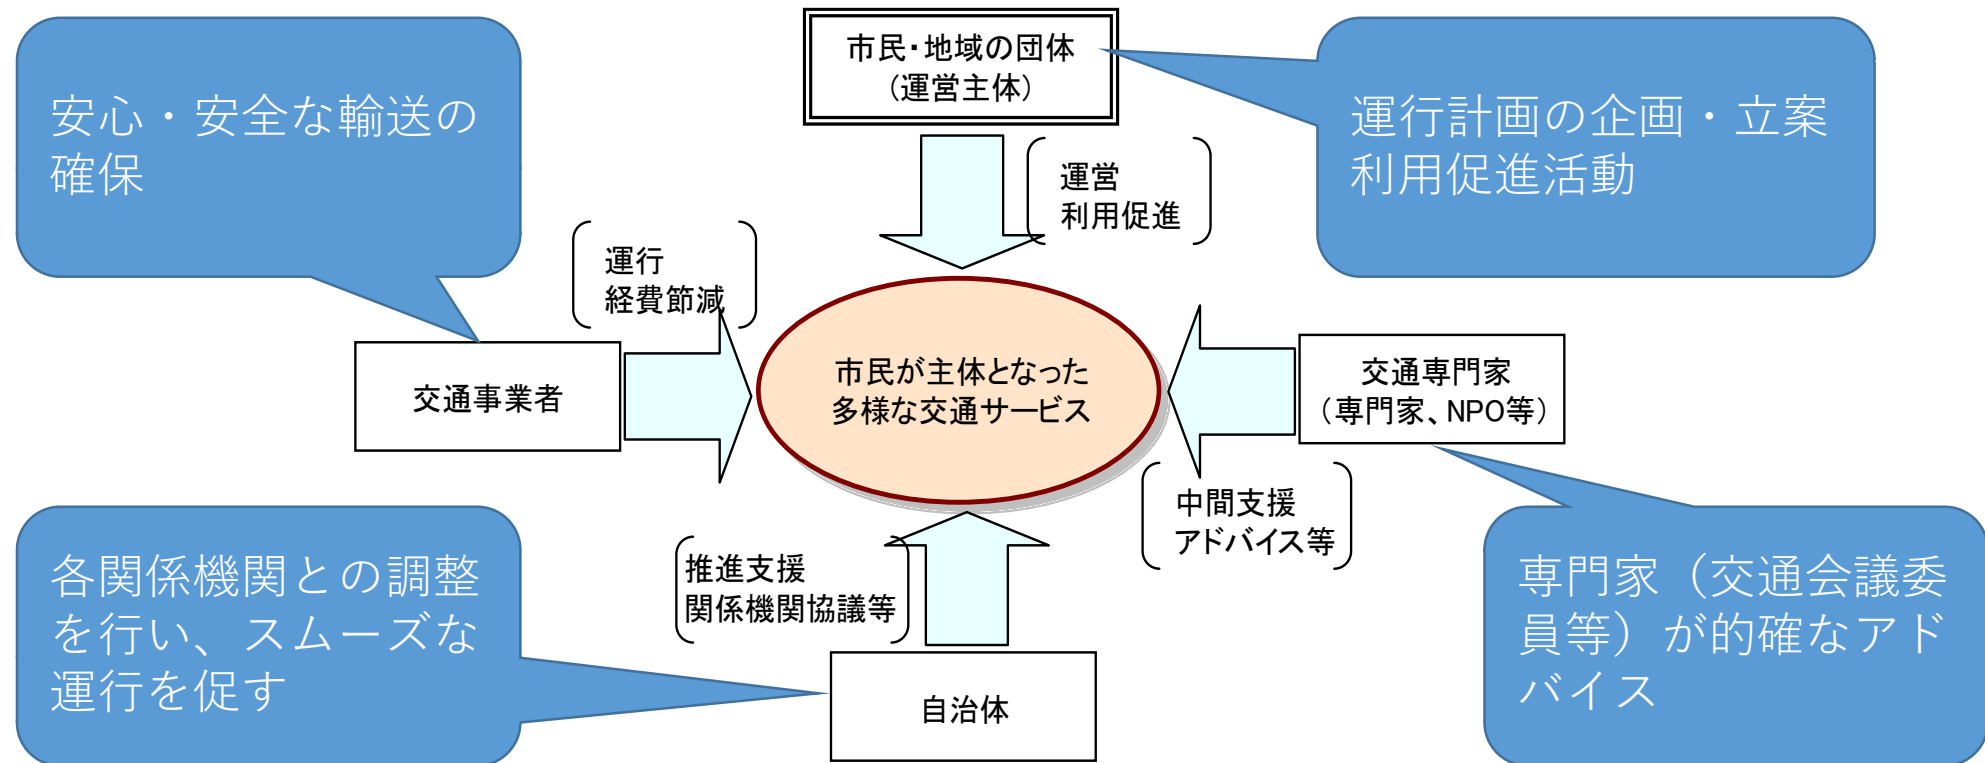 市民・地域の団体
（運営主体）
安心・安全な輸送の
確保
運行計画の企画・立案
利用促進活動
運営
利用促進
運行
経費節減
交通事業者
市民が主体となった
多様な交通サービス
交通専門家
（専門家、NPO等）
中間支援
アドバイス等
推進支援
関係機関協議等
各関係機関との調整
を行い、スムーズな
運行を促す
専門家（交通会議委
員等）が的確なアド
バイス
自治体